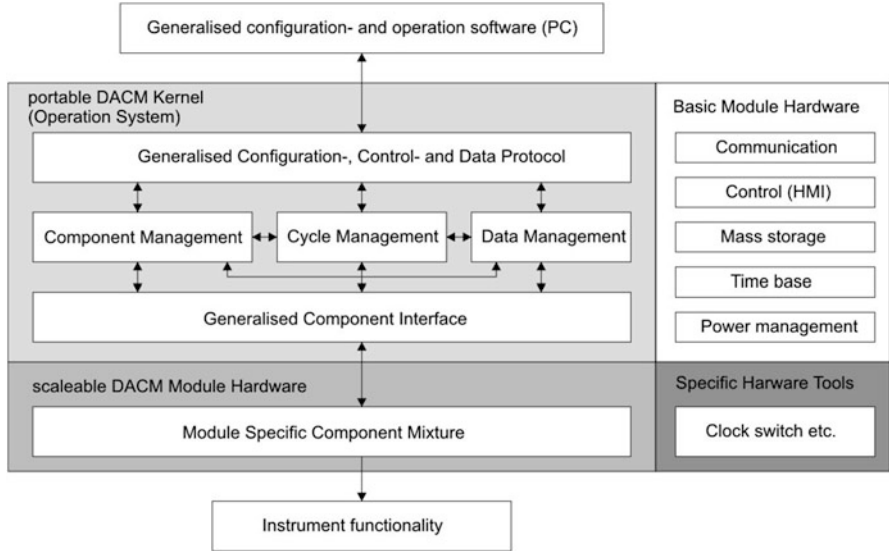 Generalised configuration- and operation software (PC)
portable DACM Kernel
(Operation System)
Generalised Configuration-, Control- and Data Protocol
Component Management
Cycle Management
Data Management
Generalised Component Interface
scaleable DACM Module Hardware
Module Specific Component Mixture
Instrument functionality
Basic Module Hardware
Communication
Control (HMI)
Mass storage
Time base
Power management
Specific Harware Tools
Clock switch etc.